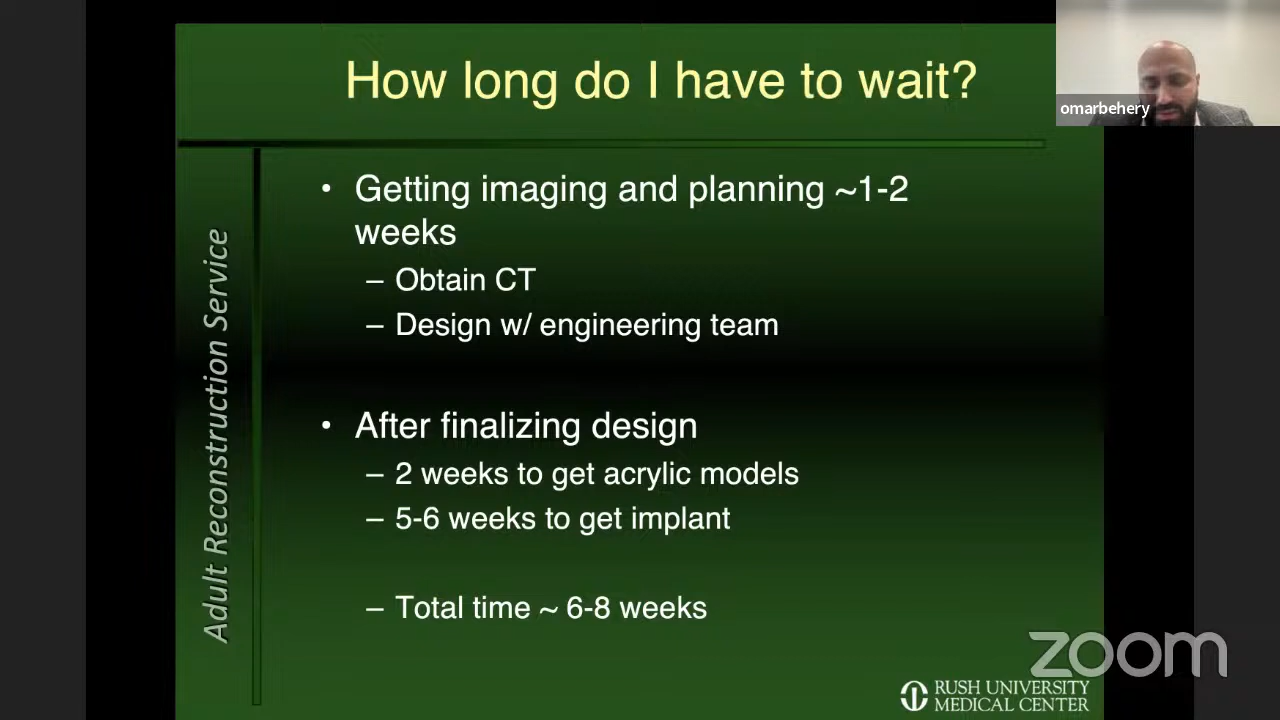 How long do I have to wait?
omarbehery
• Getting imaging and planning ~1-2
weeks
– Obtain CT
– Design w/ engineering team
• After finalizing design
– 2 weeks to get acrylic models
– 5-6 weeks to get implant
– Total time ~ 6-8 weeks
Adult Reconstruction Service
zoom
RUSH UNIVERSITY
MEDICAL CENTER